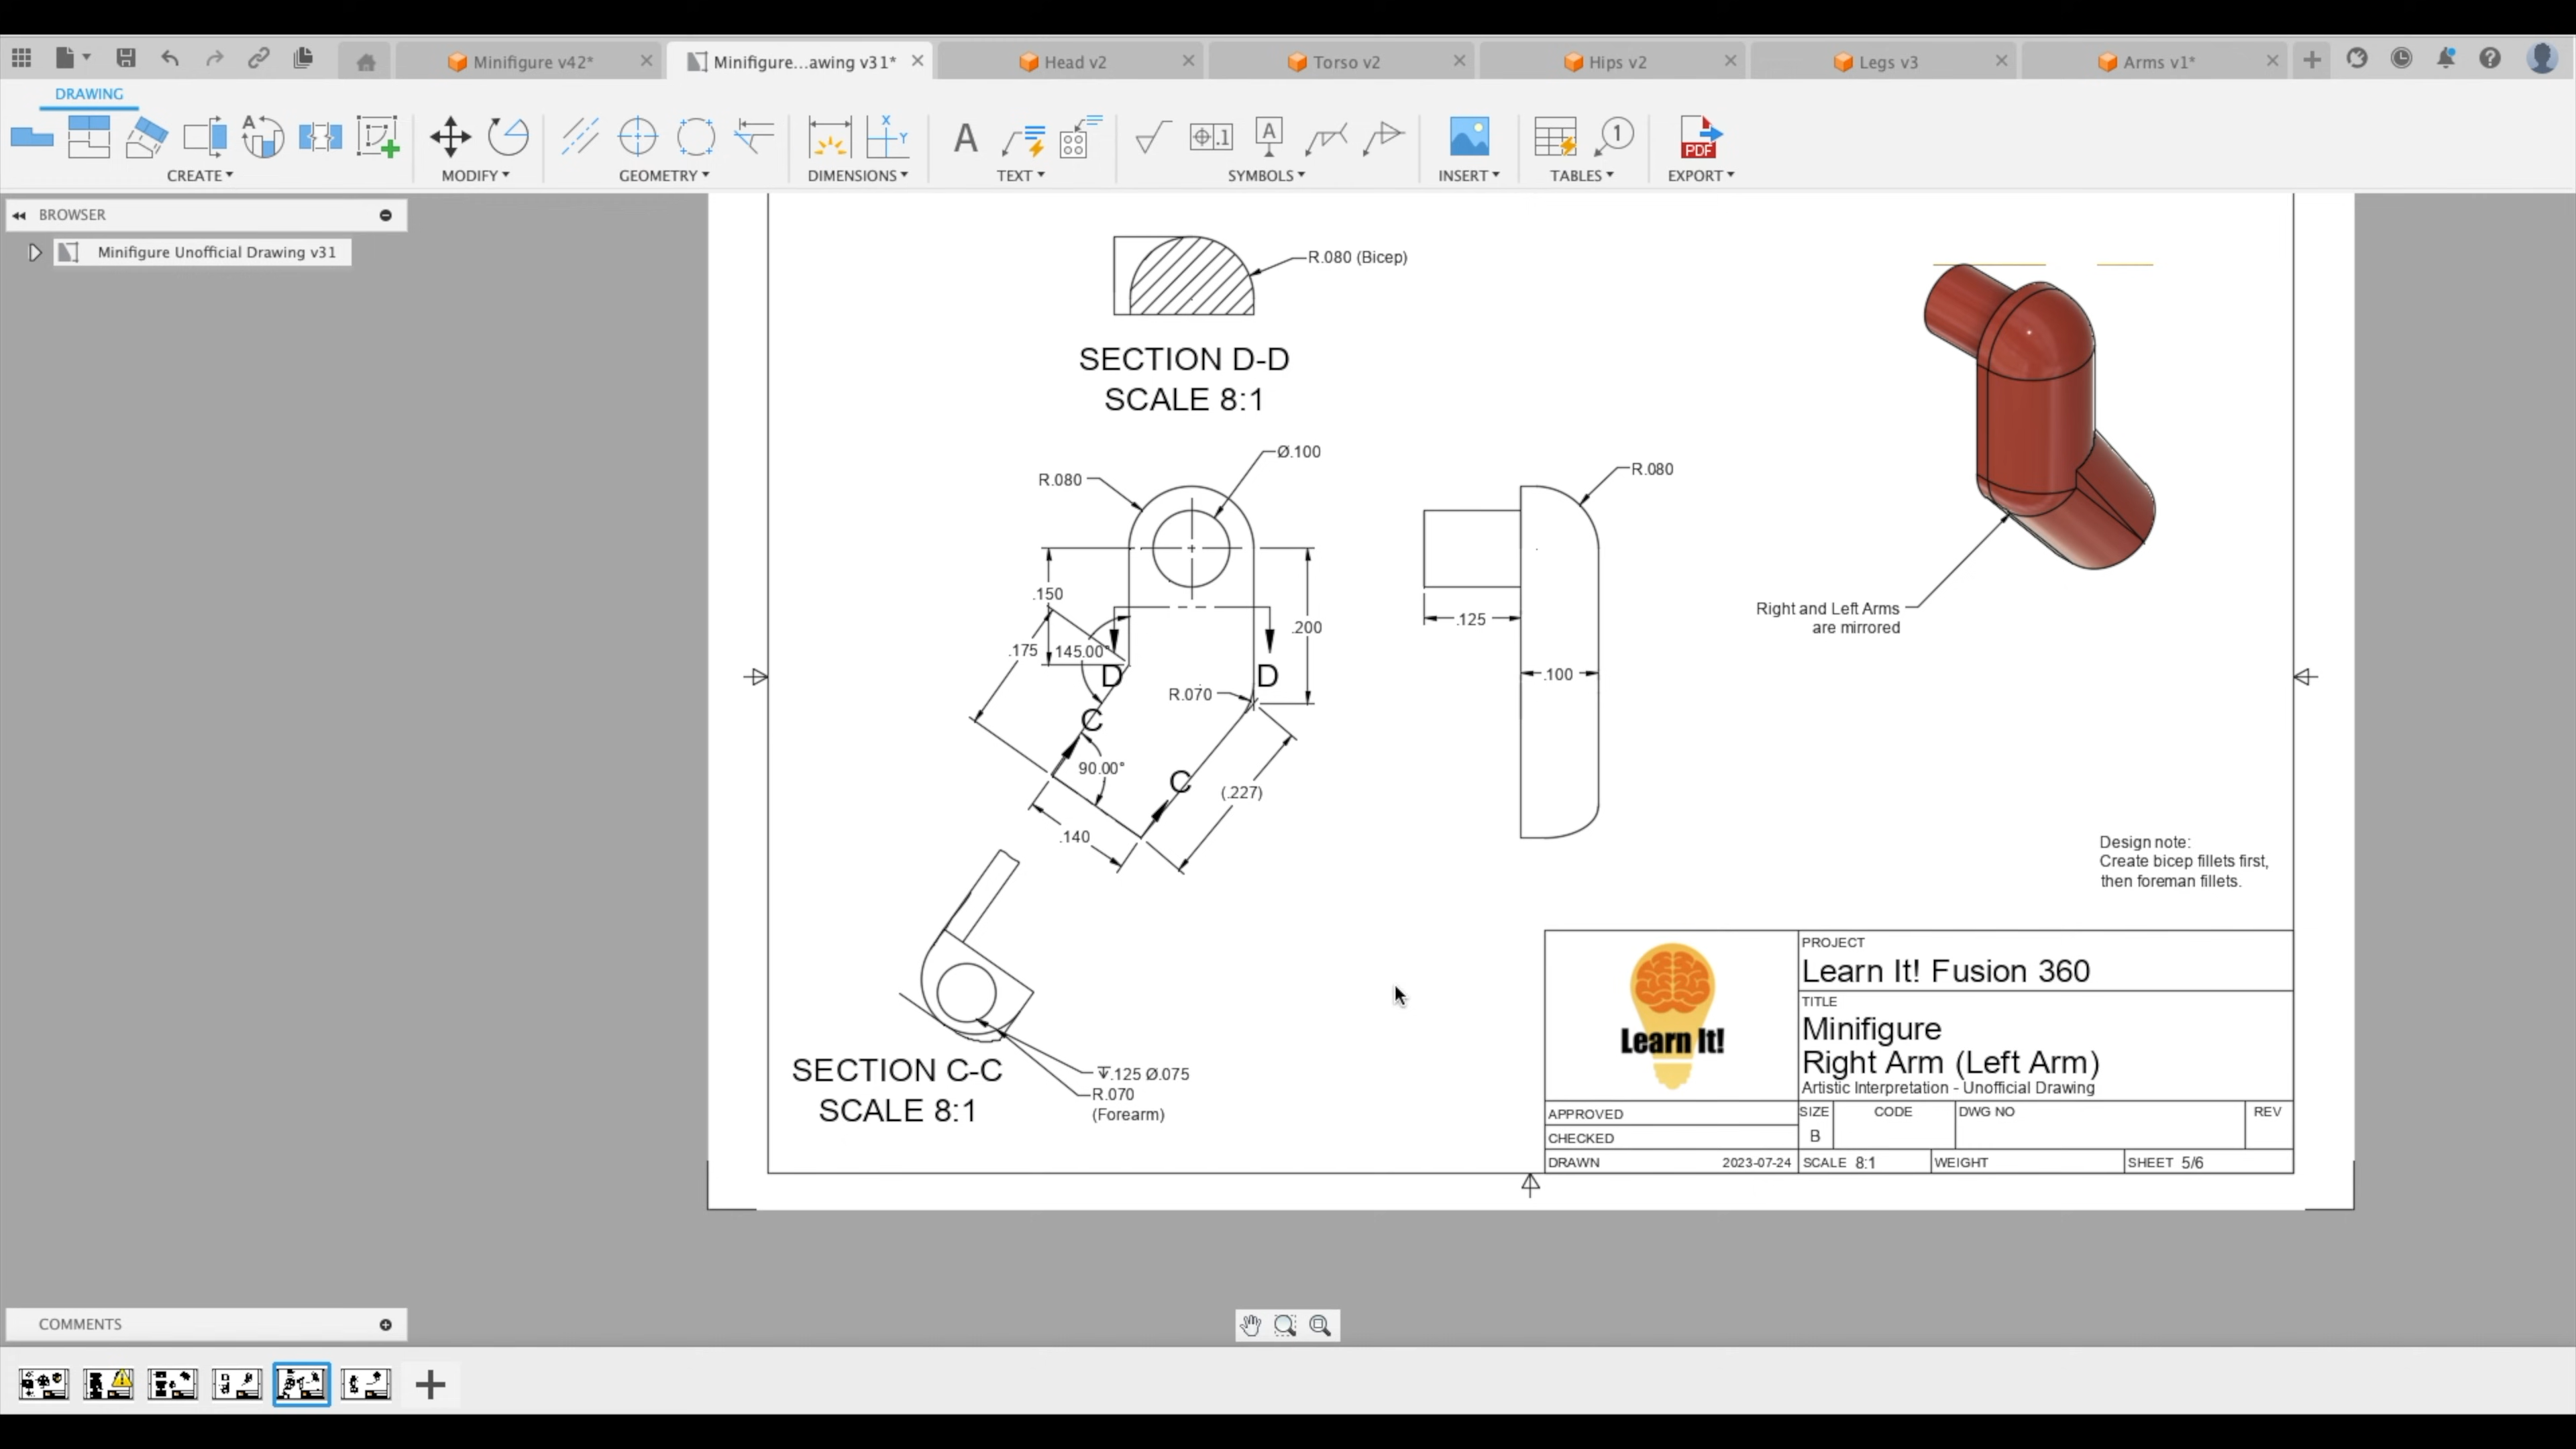 Minifigure v42*
Minifigure...awing v31*
Head v2
Torso v2
Hips v2
Legs v3
Arms v1*
DRAWING
A
.1
A
1
X
Y
A
PDF
CREATE
MODIFY
GEOMETRY
DIMENSIONS
TEXT
SYMBOLS
INSERT
TABLES
EXPORT
BROWSER
Minifigure Unofficial Drawing v31
R.080 (Bicep)
SECTION D-D
SCALE 8:1
R.080
Ø.100
R.080
.150
.175
145.00°
.200
D
D
R.070
C
90.00°
C
(.227)
.140
.125
.100
Right and Left Arms
are mirrored
Design note:
Create bicep fillets first,
then foreman fillets.
SECTION C-C
SCALE 8:1
↧.125 Ø.075
R.070
(Forearm)
Learn It!
PROJECT
Learn It! Fusion 360
TITLE
Minifigure
Right Arm (Left Arm)
Artistic Interpretation - Unofficial Drawing
APPROVED
CHECKED
DRAWN 2023-07-24
SIZE
B
CODE
DWG NO
REV
SCALE 8:1
WEIGHT
SHEET 5/6
COMMENTS